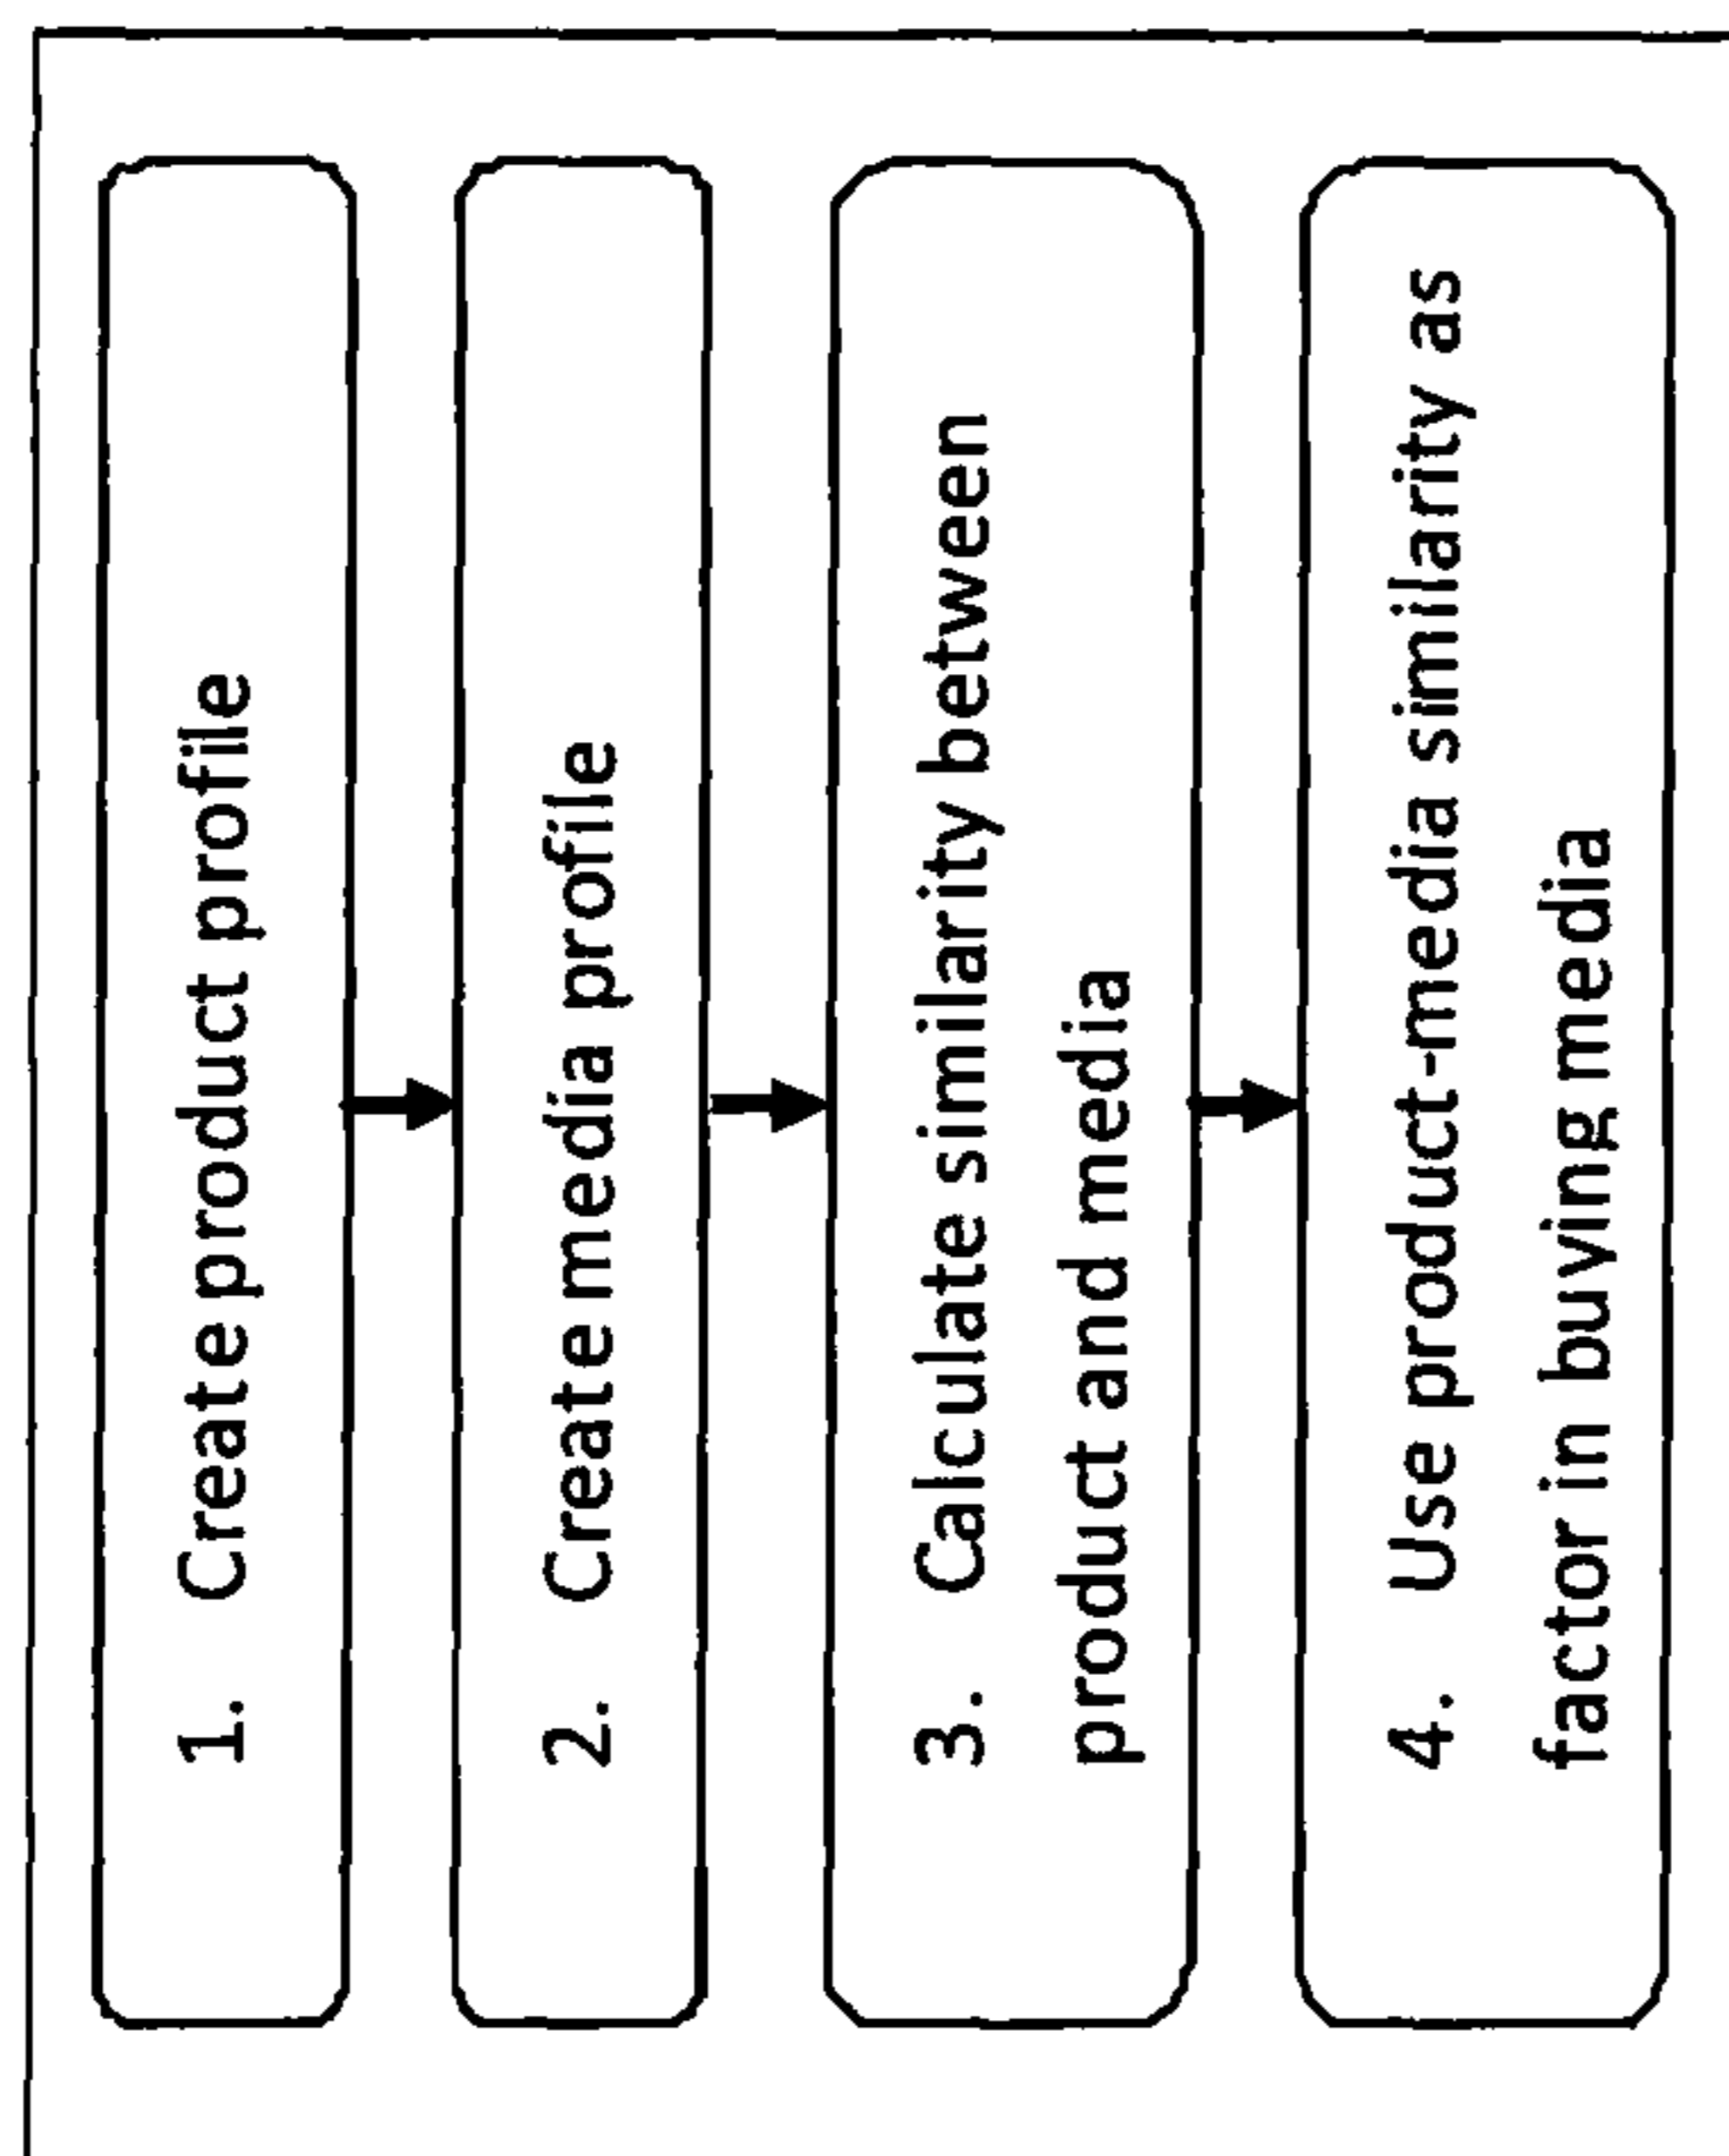 1. Create product profile
2. Create media profile
3. Calculate similarity between
product and media
4. Use product-media similarity as
factor in buying media